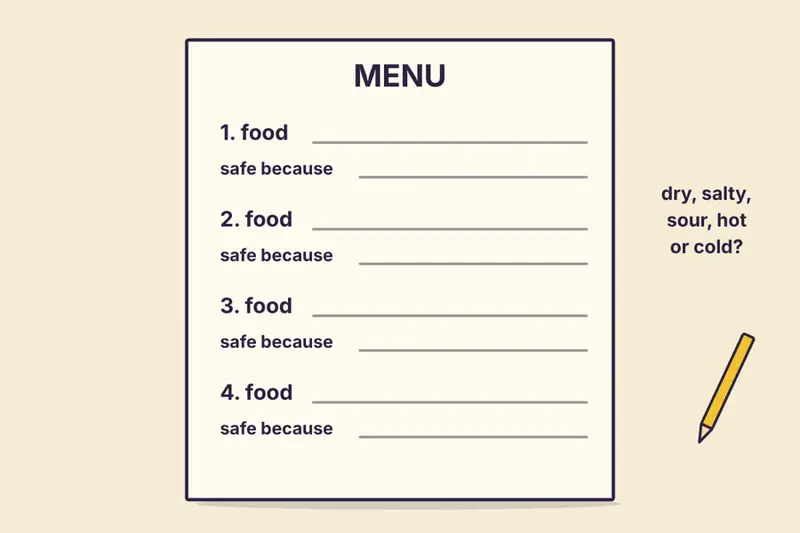 MENU
1. food
safe because
2. food
safe because
3. food
safe because
4. food
safe because
dry, salty,
sour, hot
or cold?